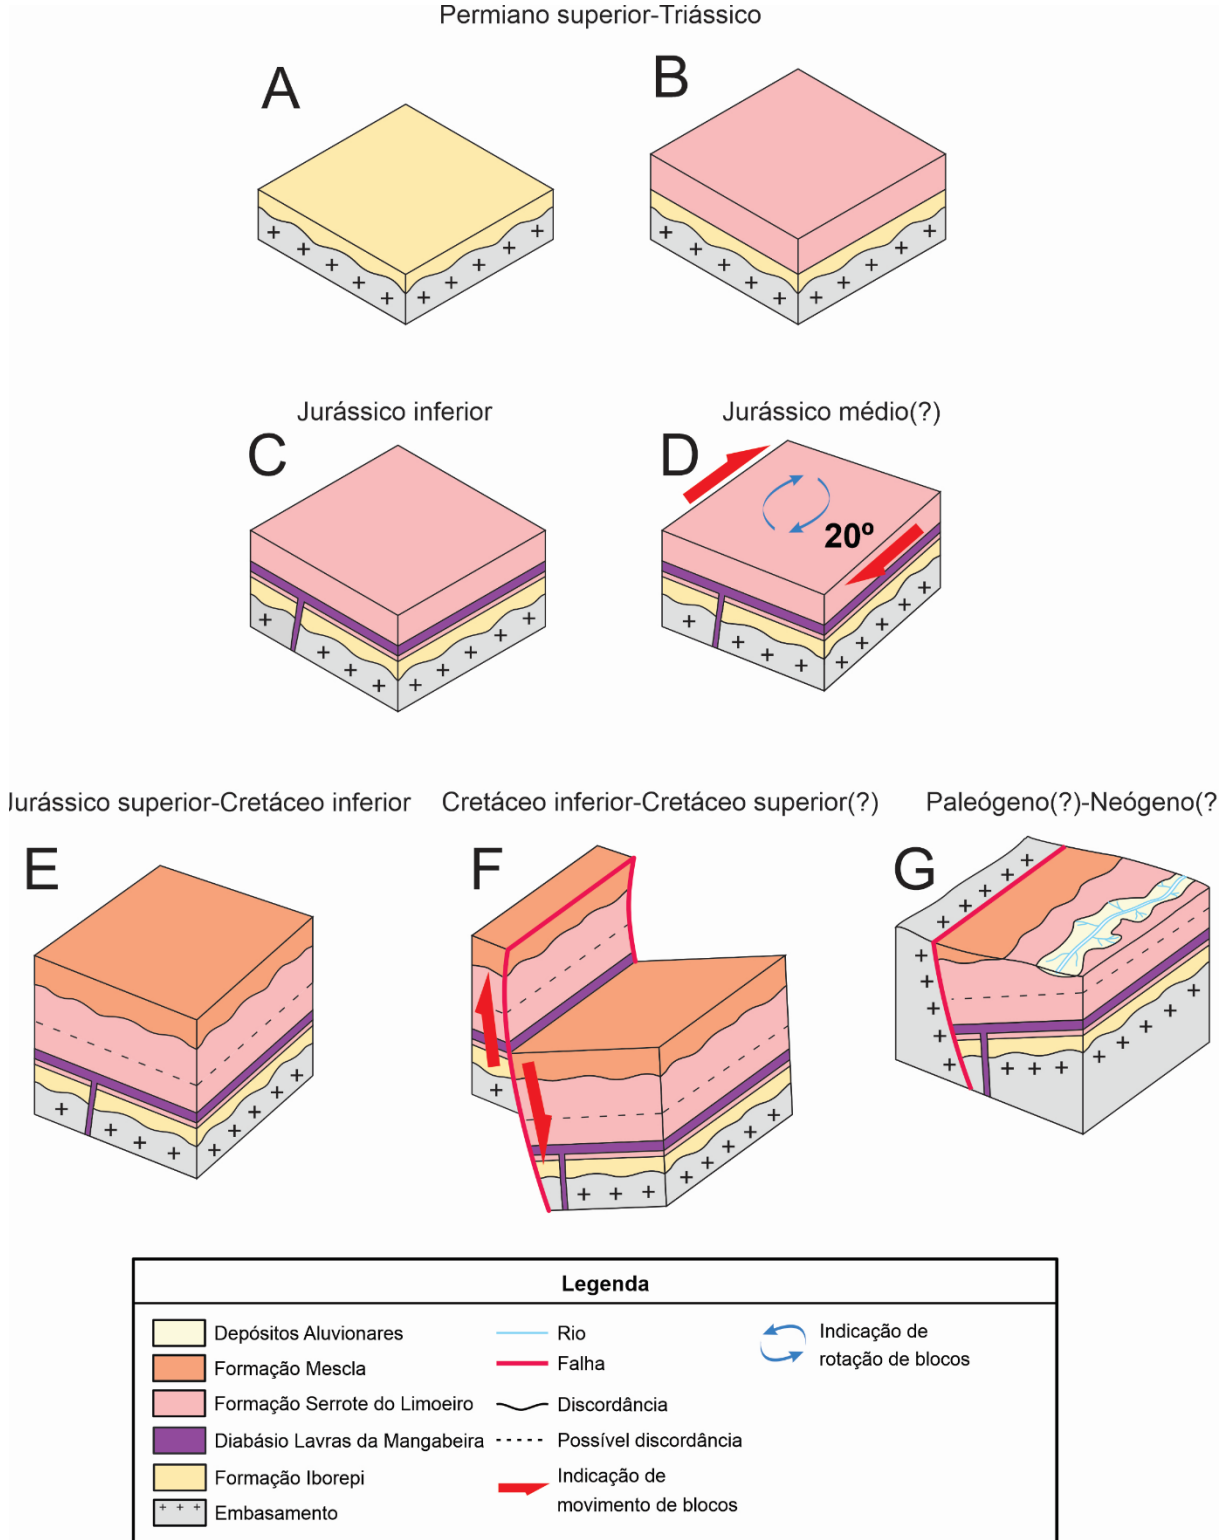 Permiano superior-Triássico
A
B
Jurássico inferior
Jurássico médio(?)
C
D
20º
Jurássico superior-Cretáceo inferior
Cretáceo inferior-Cretáceo superior(?)
Paleógeno(?)-Neógeno(?
E
F
G
Legenda
Depósitos Aluvionares
Formação Mescla
Formação Serrote do Limoeiro
Diabásio Lavras da Mangabeira
Formação Iborepi
Embasamento
Rio
Falha
Discordância
Possível discordância
Indicação de
movimento de blocos
Indicação de
rotação de blocos